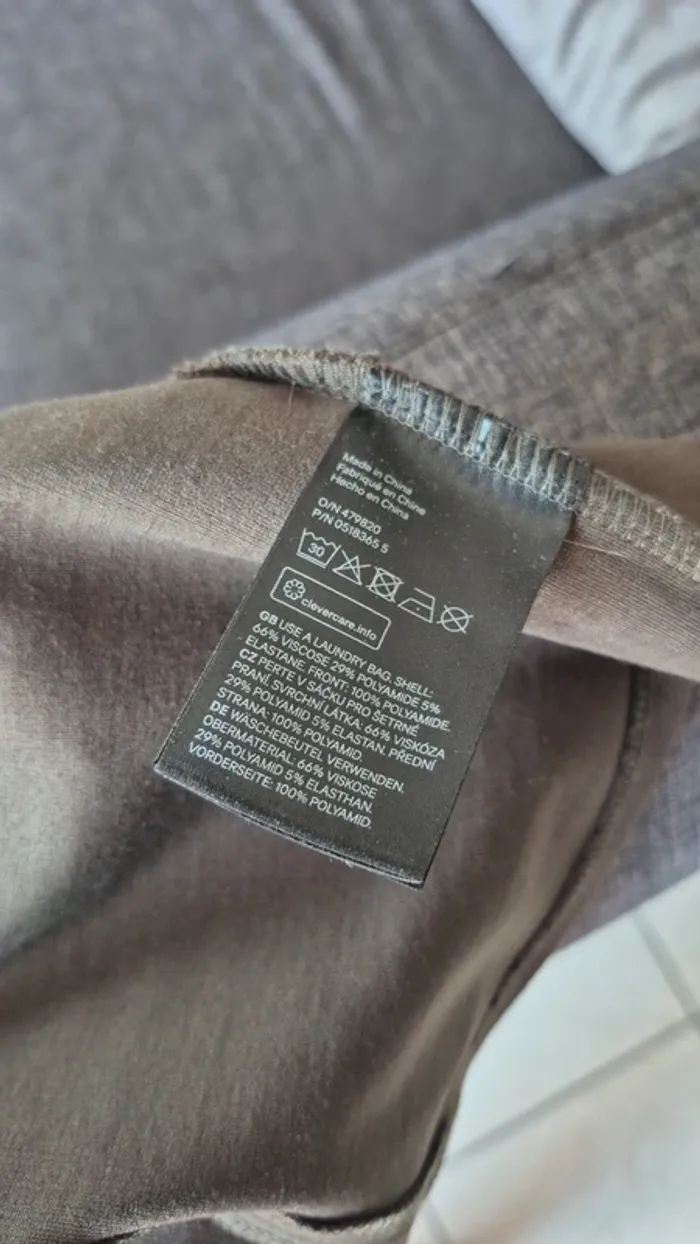 Made in China
Fabriqué en Chine
Hecho en China
O/N 479820
P/N 0518365 5
30
clevercare.info
GB USE A LAUNDRY BAG. SHELL:
66% VISCOSE 29% POLYAMIDE 5%
ELASTANE. FRONT: 100% POLYAMIDE.
CZ PERTE V SÁČKU PRO ŠETRNÉ
PRANÍ. SVRCHNÍ LÁTKA: 66% VISKÓZA
29% POLYAMID 5% ELASTAN. PŘEDNÍ
STRANA: 100% POLYAMID.
DE WÄSCHEBEUTEL VERWENDEN.
OBERMATERIAL: 66% VISKOSE
29% POLYAMID 5% ELASTHAN.
VORDERSEITE: 100% POLYAMID.